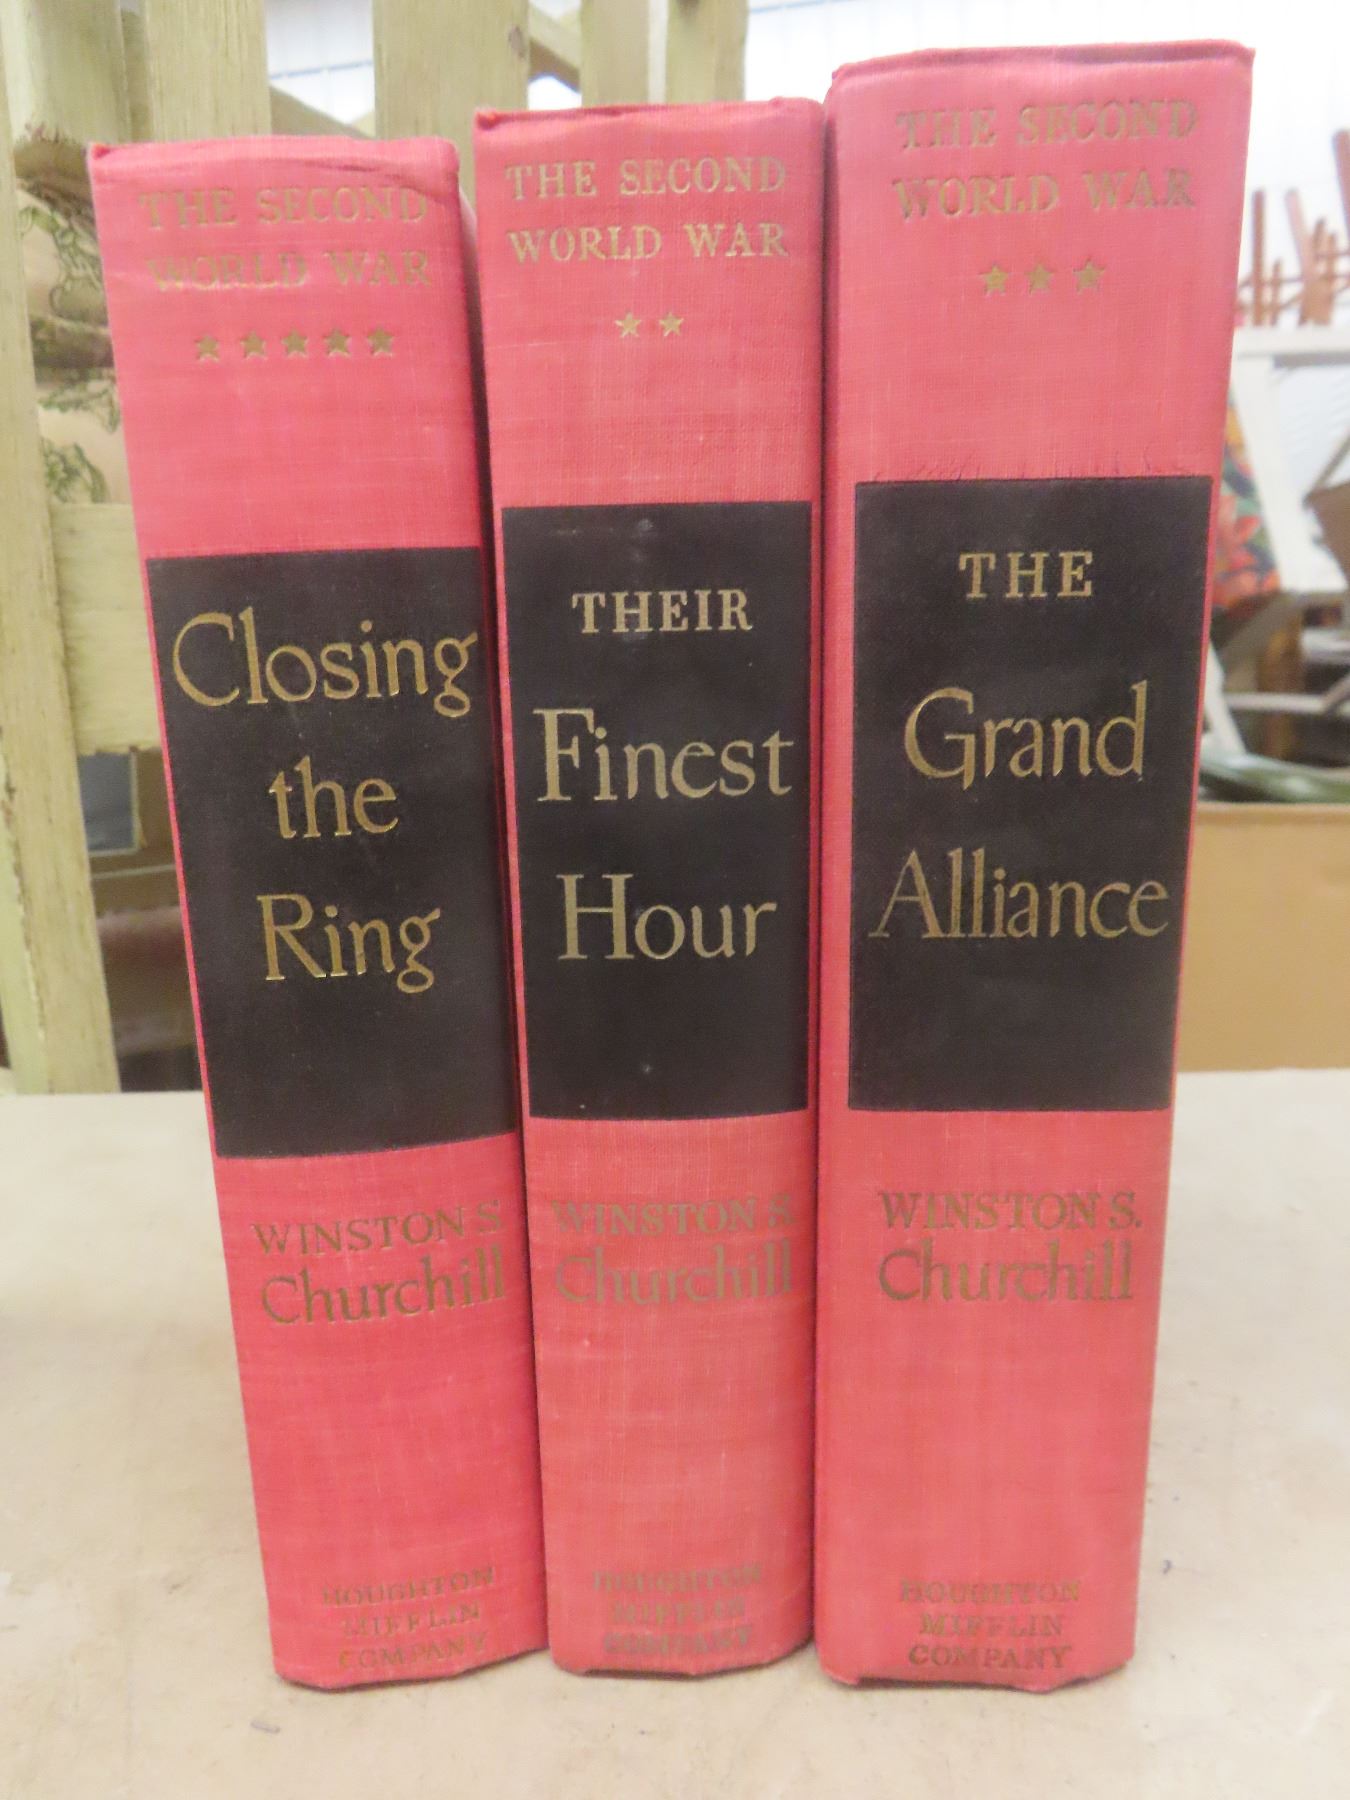 THE SECOND
WORLD WAR
★★★★★
Closing
the
Ring
WINSTON S.
Churchill
HOUGHTON
MIFFLIN
COMPANY
THE SECOND
WORLD WAR
★★
THEIR
Finest
Hour
WINSTON S.
Churchill
HOUGHTON
MIFFLIN
COMPANY
THE SECOND
WORLD WAR
★★★
THE
Grand
Alliance
WINSTON S.
Churchill
HOUGHTON
MIFFLIN
COMPANY